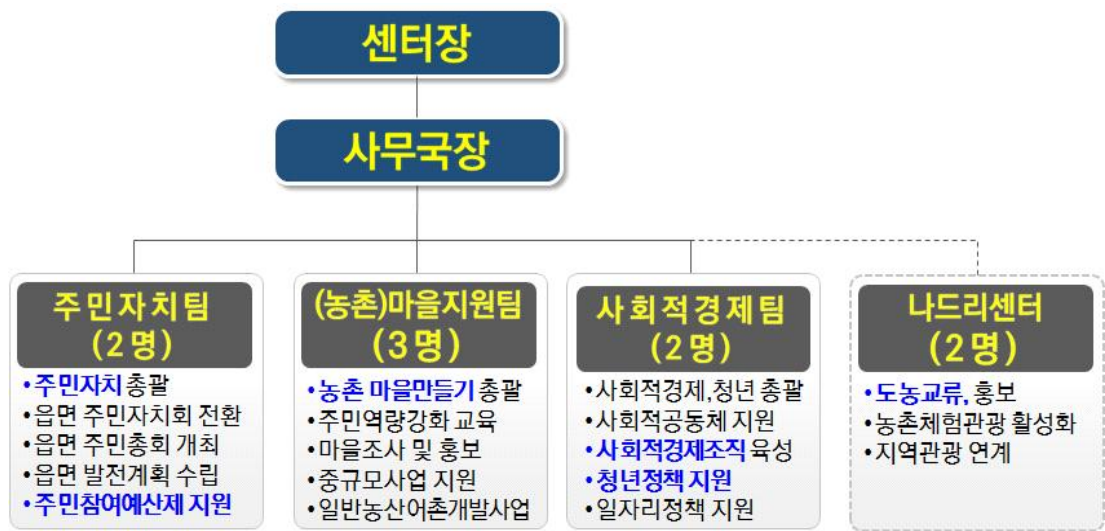 센터장
사무국장
주민자치팀
(2명)
•주민자치 총괄
•읍면 주민자치회 전환
•읍면 주민총회 개최
•읍면 발전계획 수립
•주민참여예산제 지원
(농촌)마을지원팀
(3명)
•농촌 마을만들기 총괄
•주민역량강화 교육
•마을조사 및 홍보
•중규모사업 지원
•일반농산어촌개발사업
사회적경제팀
(2명)
•사회적경제,청년 총괄
•사회적공동체 지원
•사회적경제조직 육성
•청년정책 지원
•일자리정책 지원
나드리센터
(2명)
•도농교류, 홍보
•농촌체험관광 활성화
•지역관광 연계